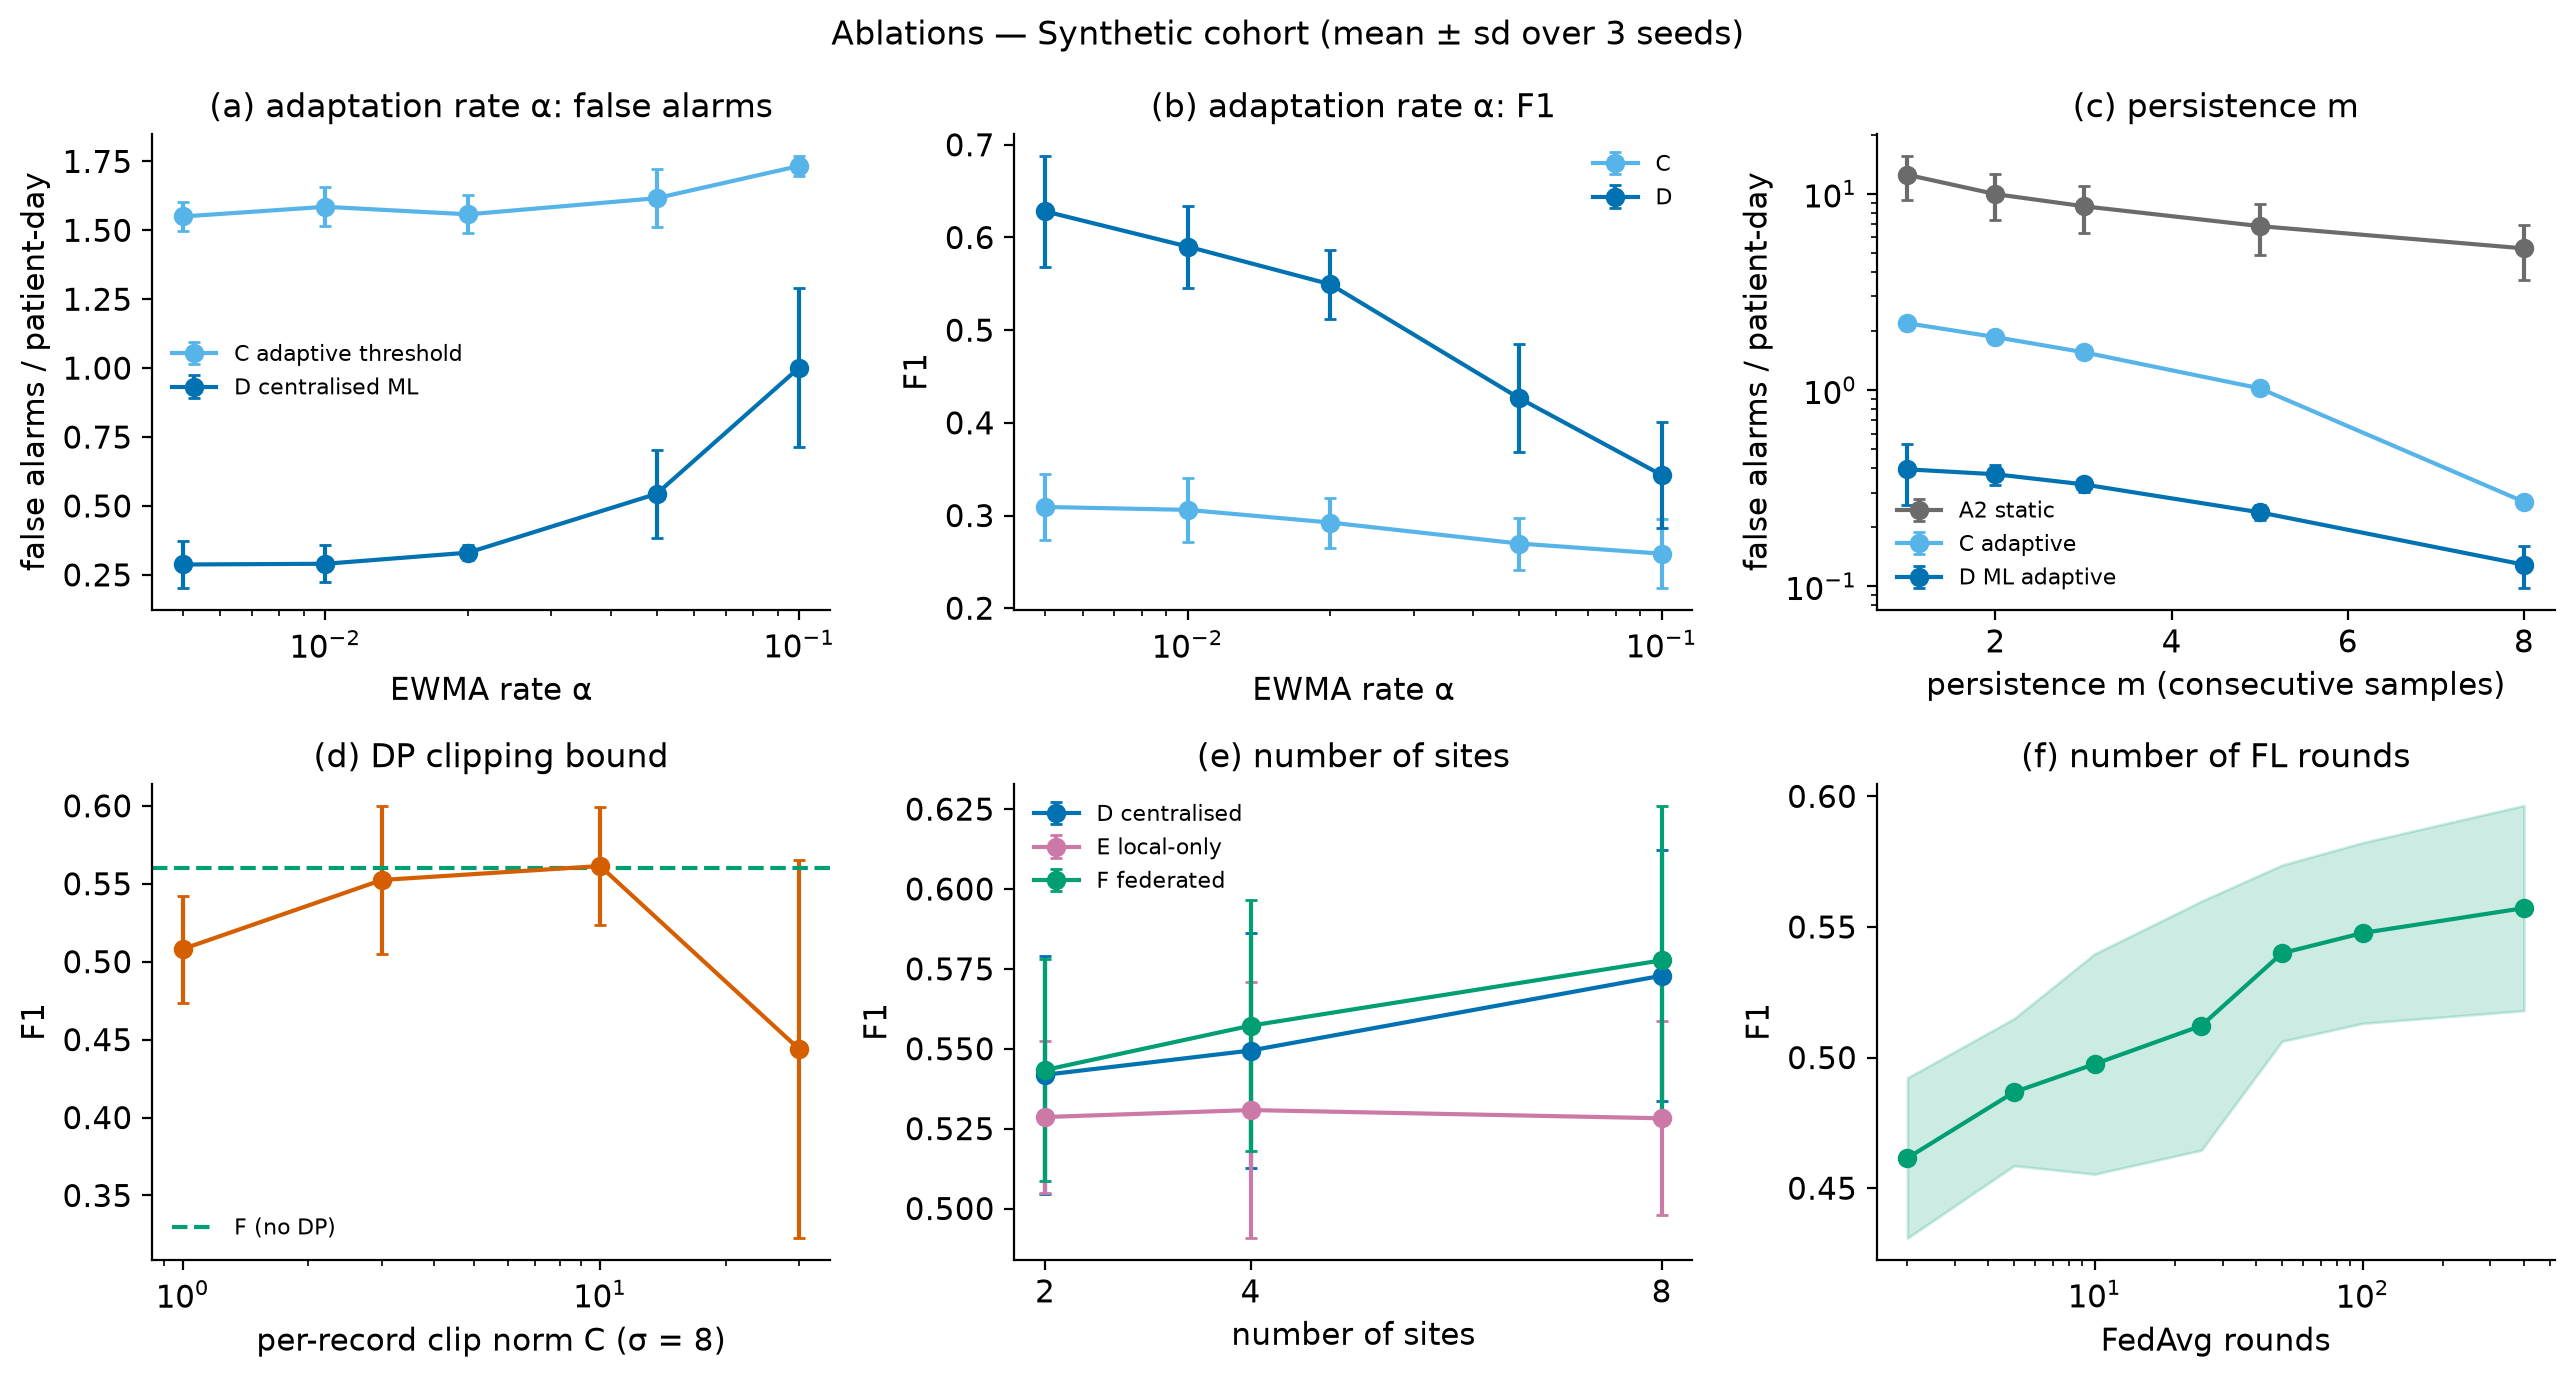 Ablations — Synthetic cohort (mean ± sd over 3 seeds)
(a) adaptation rate α: false alarms
false alarms / patient-day
1.75
1.50
1.25
1.00
0.75
0.50
0.25
C adaptive threshold
D centralised ML
10⁻²
10⁻¹
EWMA rate α
(b) adaptation rate α: F1
F1
0.7
0.6
0.5
0.4
0.3
0.2
C
D
10⁻²
10⁻¹
EWMA rate α
(c) persistence m
false alarms / patient-day
10¹
10⁰
10⁻¹
A2 static
C adaptive
D ML adaptive
2
4
6
8
persistence m (consecutive samples)
(d) DP clipping bound
F1
0.60
0.55
0.50
0.45
0.40
0.35
F (no DP)
10⁰
10¹
per-record clip norm C (σ = 8)
(e) number of sites
F1
0.625
0.600
0.575
0.550
0.525
0.500
D centralised
E local-only
F federated
2
4
8
number of sites
(f) number of FL rounds
F1
0.60
0.55
0.50
0.45
10¹
10²
FedAvg rounds